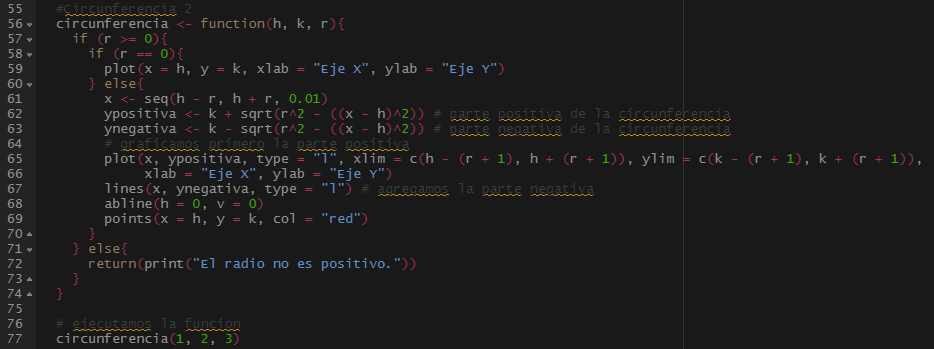 55 #Circunferencia 2
56 circunferencia <- function(h, k, r){
57 if (r >= 0){
58 if (r == 0){
59 plot(x = h, y = k, xlab = "Eje X", ylab = "Eje Y")
60 } else{
61 x <- seq(h - r, h + r, 0.01)
62 ypositiva <- k + sqrt(r^2 - ((x - h)^2)) # parte positiva de la circunferencia
63 ynegativa <- k - sqrt(r^2 - ((x - h)^2)) # parte negativa de la circunferencia
64 # graficamos primero la parte positiva
65 plot(x, ypositiva, type = "l", xlim = c(h - (r + 1), h + (r + 1)), ylim = c(k - (r + 1), k + (r + 1)),
66 xlab = "Eje X", ylab = "Eje Y")
67 lines(x, ynegativa, type = "l") # agregamos la parte negativa
68 abline(h = 0, v = 0)
69 points(x = h, y = k, col = "red")
70 }
71 } else{
72 return(print("El radio no es positivo."))
73 }
74 }
75
76 # ejecutamos la funcion
77 circunferencia(1, 2, 3)